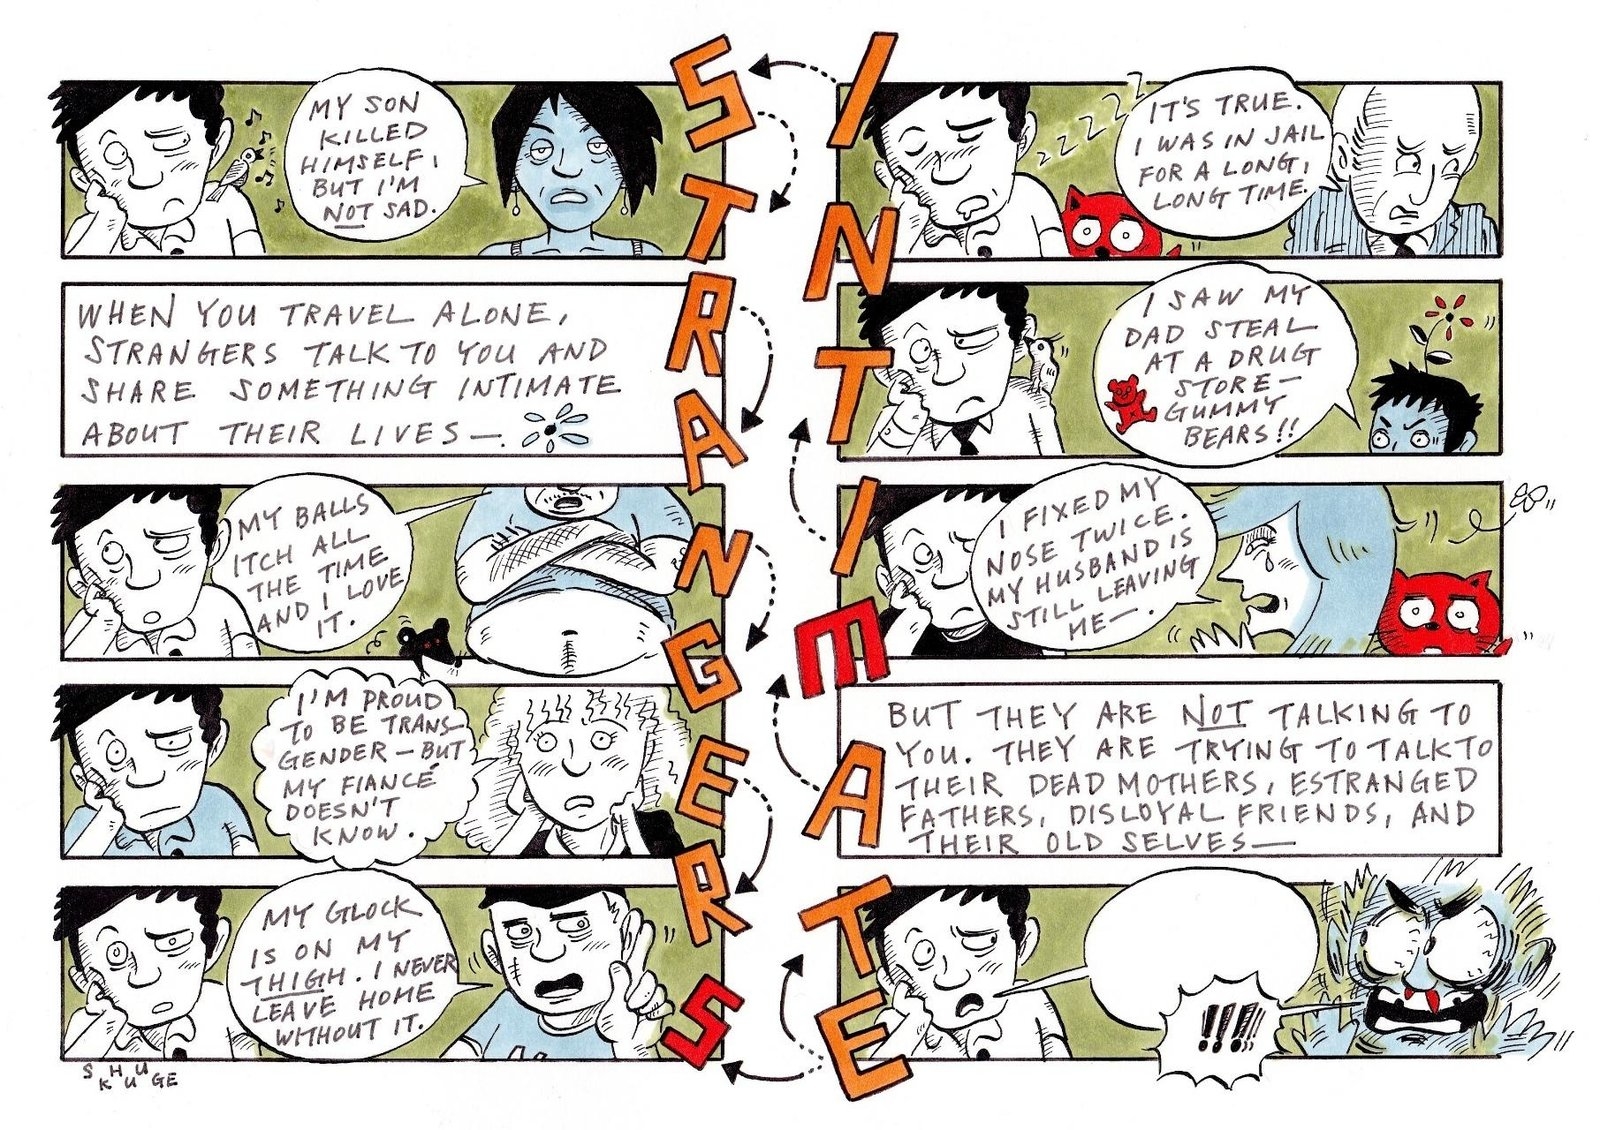 STRANGERS
INTIMATE
MY SON
KILLED
HIMSELF,
BUT I'M
NOT SAD.
WHEN YOU TRAVEL ALONE,
STRANGERS TALK TO YOU AND
SHARE SOMETHING INTIMATE
ABOUT THEIR LIVES—.
MY BALLS
ITCH ALL
THE TIME
AND I LOVE
IT.
I'M PROUD
TO BE TRANS-
GENDER—BUT
MY FIANCÉ
DOESN'T
KNOW.
MY GLOCK
IS ON MY
THIGH. I NEVER
LEAVE HOME
WITHOUT IT.
SHUKUGE
ZZZZZ
IT'S TRUE.
I WAS IN JAIL
FOR A LONG,
LONG TIME.
I SAW MY
DAD STEAL
AT A DRUG
STORE—
GUMMY
BEARS!!
I FIXED MY
NOSE TWICE.
MY HUSBAND IS
STILL LEAVING
ME—.
BUT THEY ARE NOT TALKING TO
YOU. THEY ARE TRYING TO TALK TO
THEIR DEAD MOTHERS, ESTRANGED
FATHERS, DISLOYAL FRIENDS, AND
THEIR OLD SELVES—
!!!